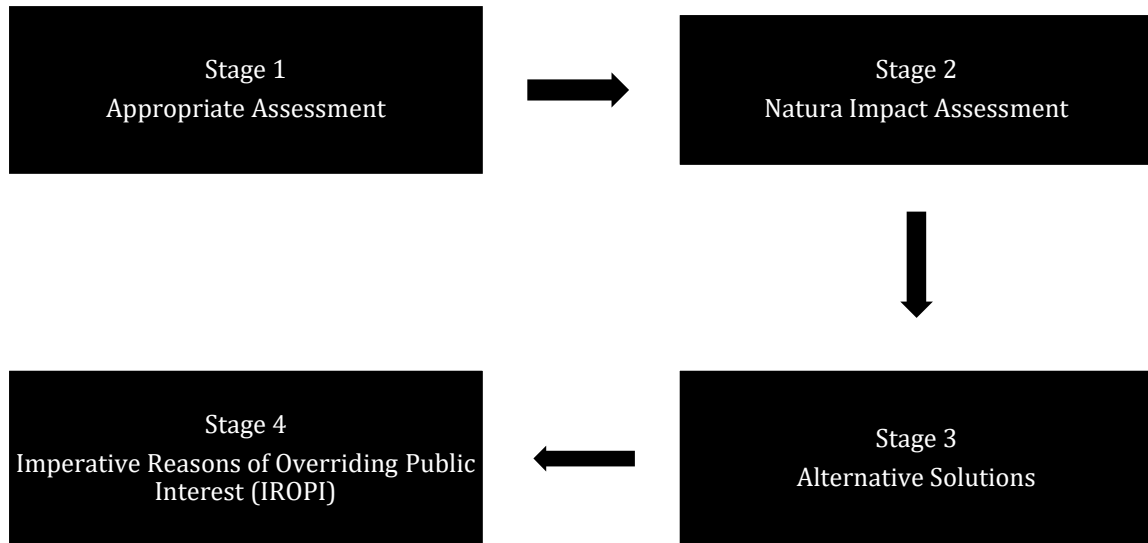 Stage 1
Appropriate Assessment
Stage 2
Natura Impact Assessment
Stage 3
Alternative Solutions
Stage 4
Imperative Reasons of Overriding Public
Interest (IROPI)